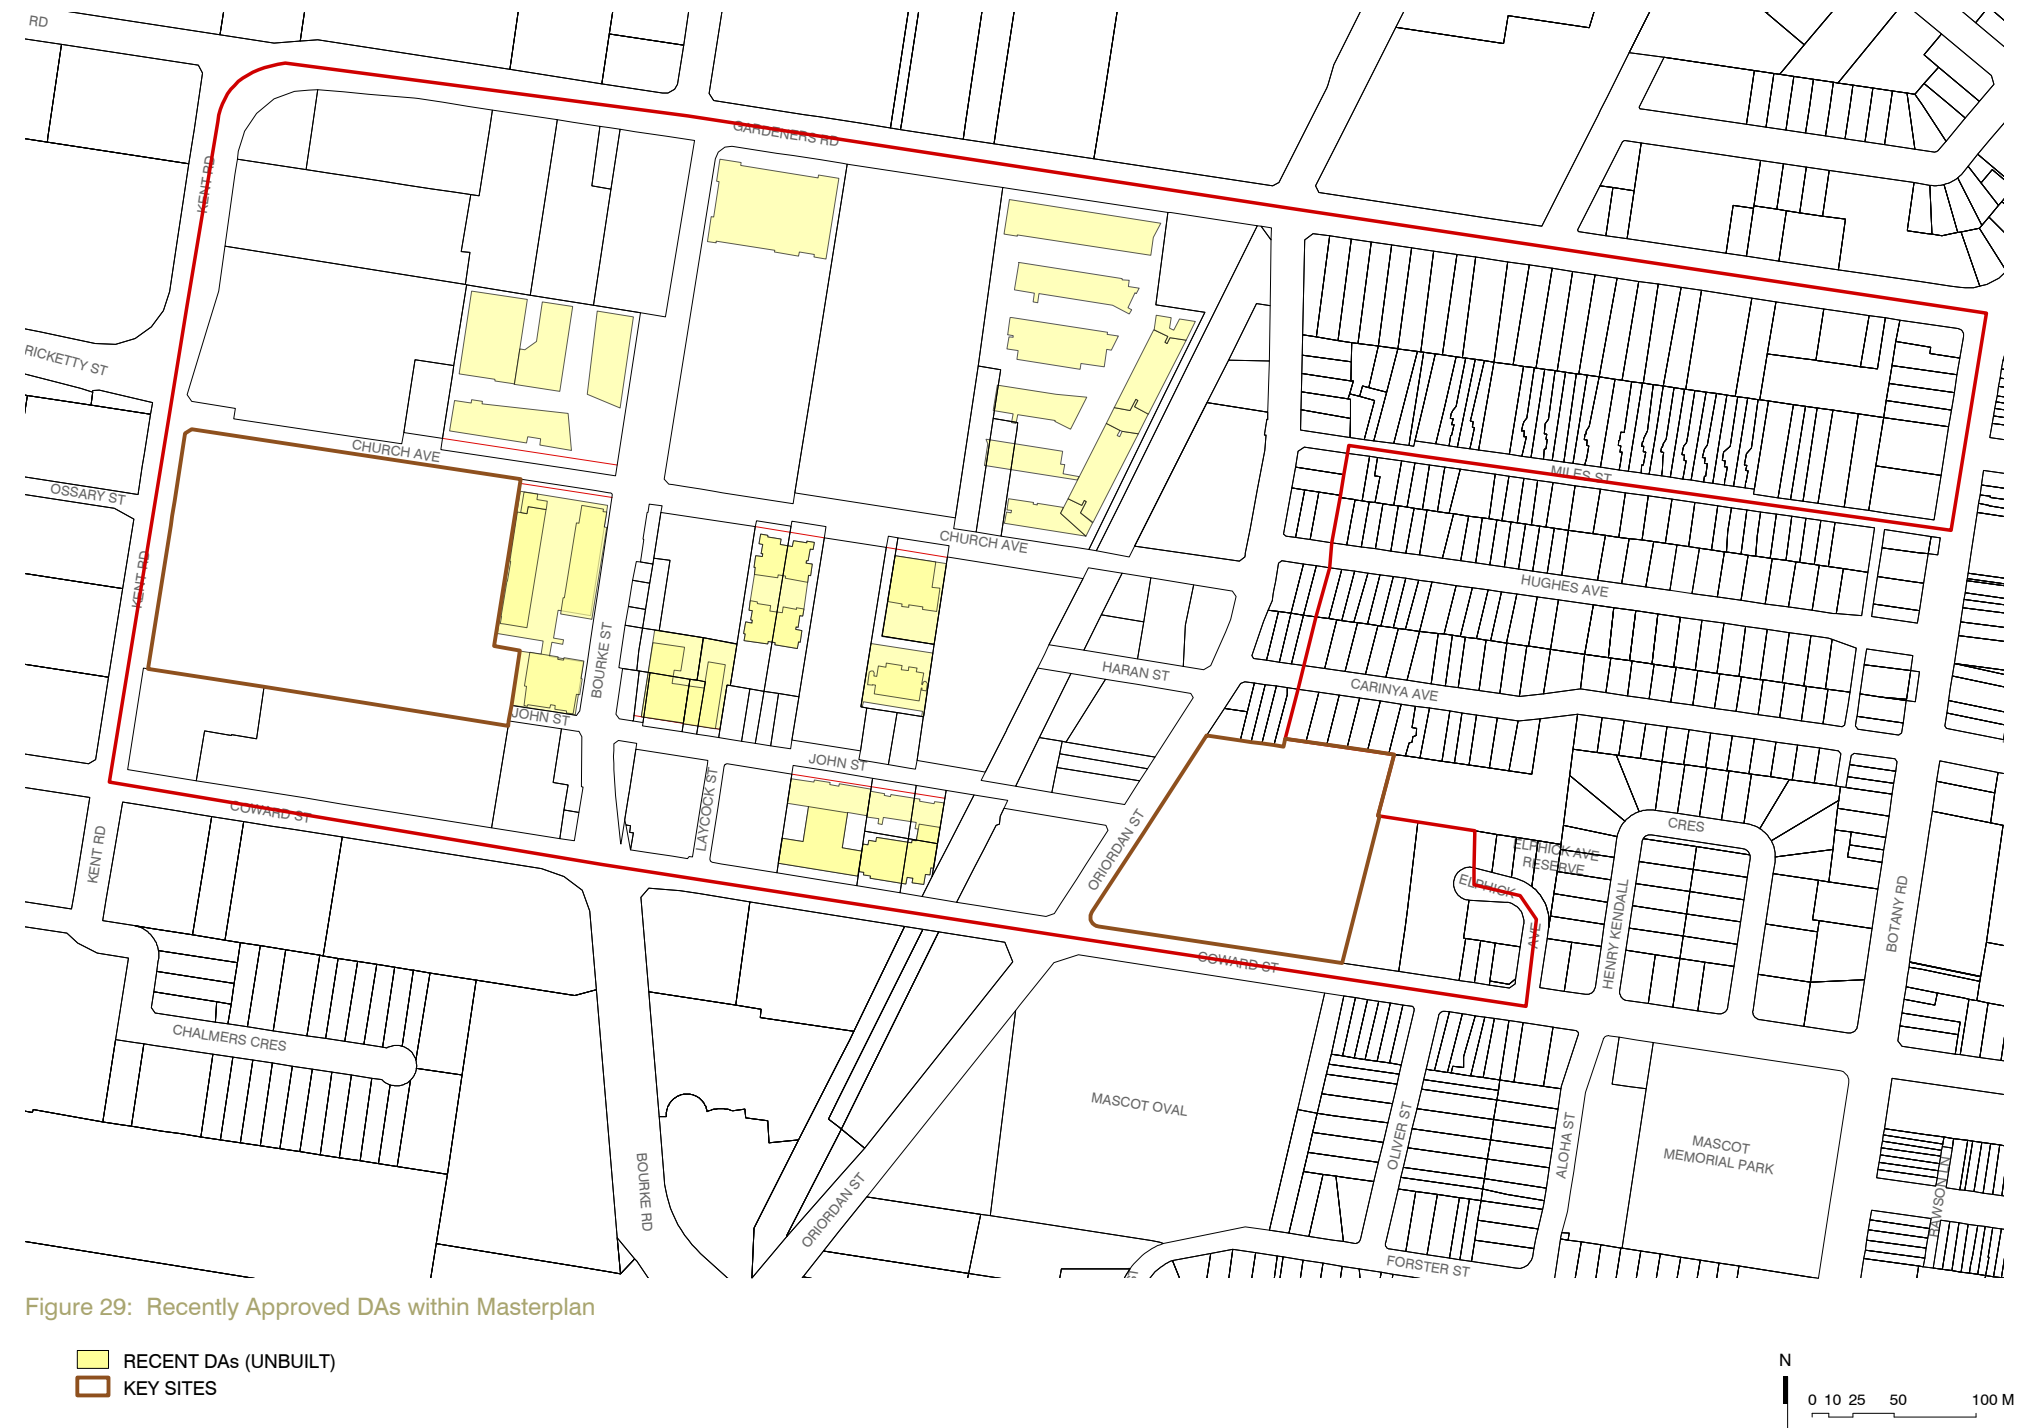 RD
GARDENERS RD
KENT RD
RICKETTY ST
CHURCH AVE
OSSARY ST
MILES ST
CHURCH AVE
KENT RD
HUGHES AVE
BOURKE ST
HARAN ST
CARINYA AVE
JOHN ST
JOHN ST
COWARD ST
LAYCOCK ST
ORIORDAN ST
CRES
ELPHICK AVE
RESERVE
KENT RD
ELPHICK
AVE
HENRY KENDALL
BOTANY RD
COWARD ST
CHALMERS CRES
MASCOT OVAL
OLIVER ST
ALOHA ST
MASCOT
MEMORIAL PARK
BOURKE RD
ORIORDAN ST
HAWSON LN
FORSTER ST
Figure 29: Recently Approved DAs within Masterplan
RECENT DAs (UNBUILT)
KEY SITES
N
0 10 25 50 100 M